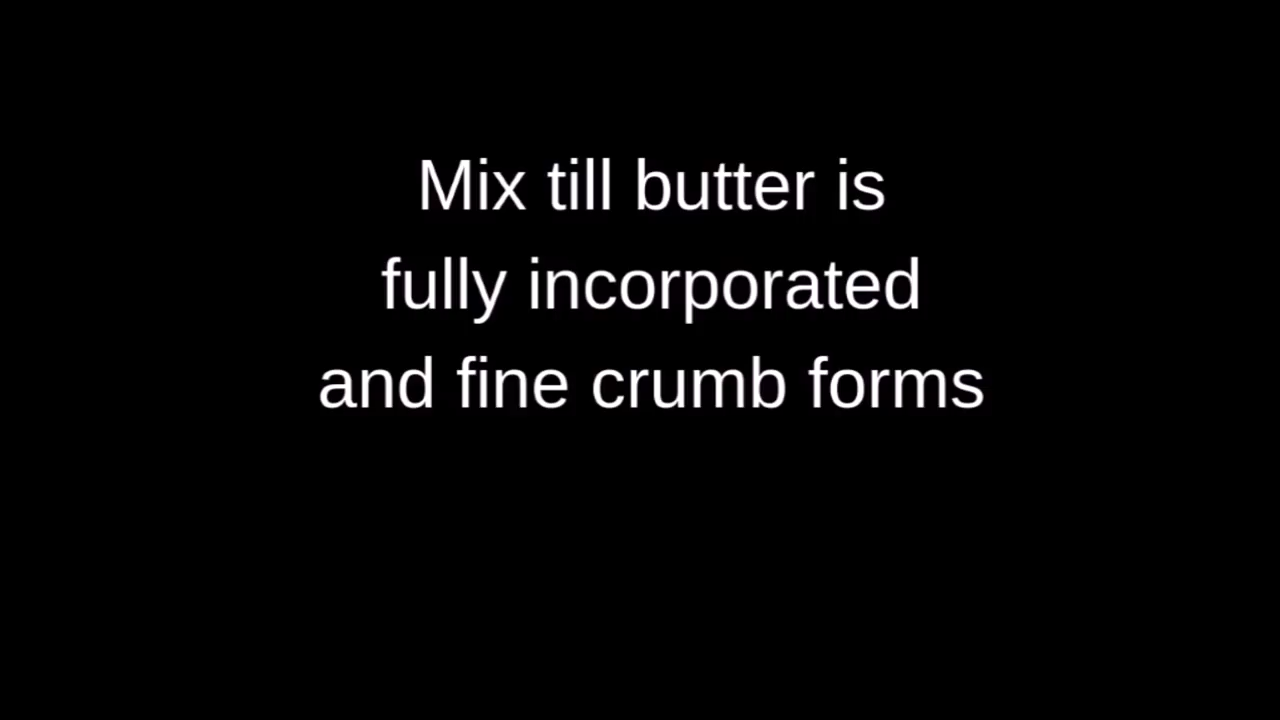 Mix till butter is
fully incorporated
and fine crumb forms